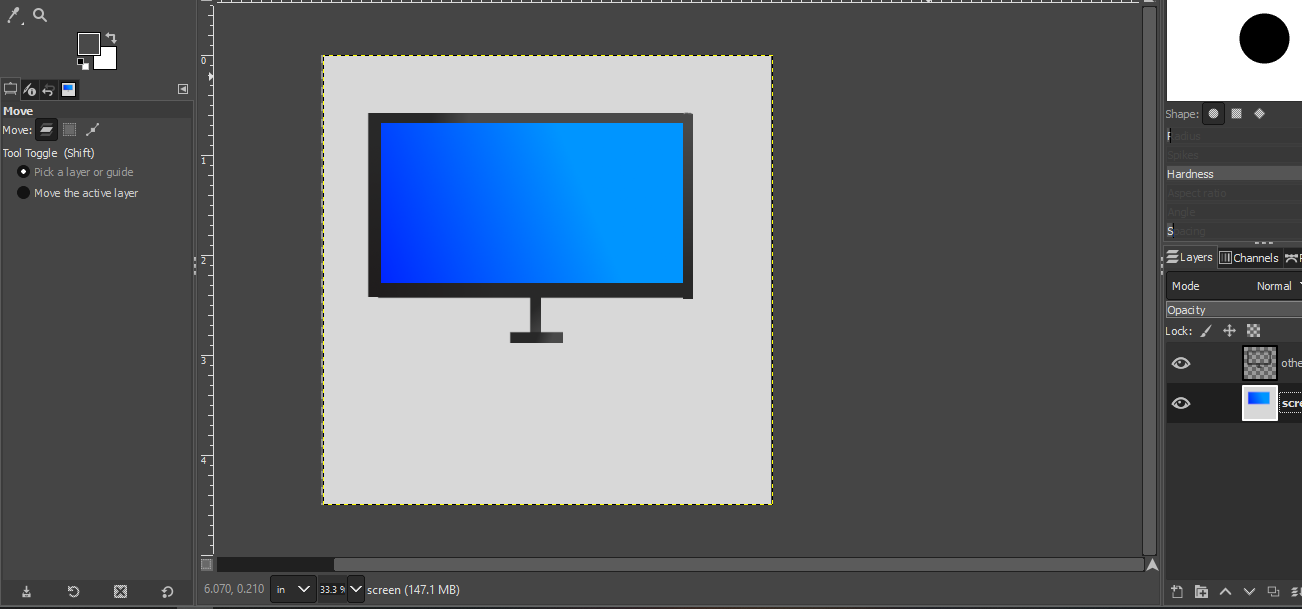 Move
Move:
Tool Toggle (Shift)
Pick a layer or guide
Move the active layer
0
1
2
3
4
6.070, 0.210
in
33.3 %
screen (147.1 MB)
Shape:
Radius
Spikes
Hardness
Aspect ratio
Angle
Spacing
Layers
Channels
Mode
Normal
Opacity
Lock:
othe
scre